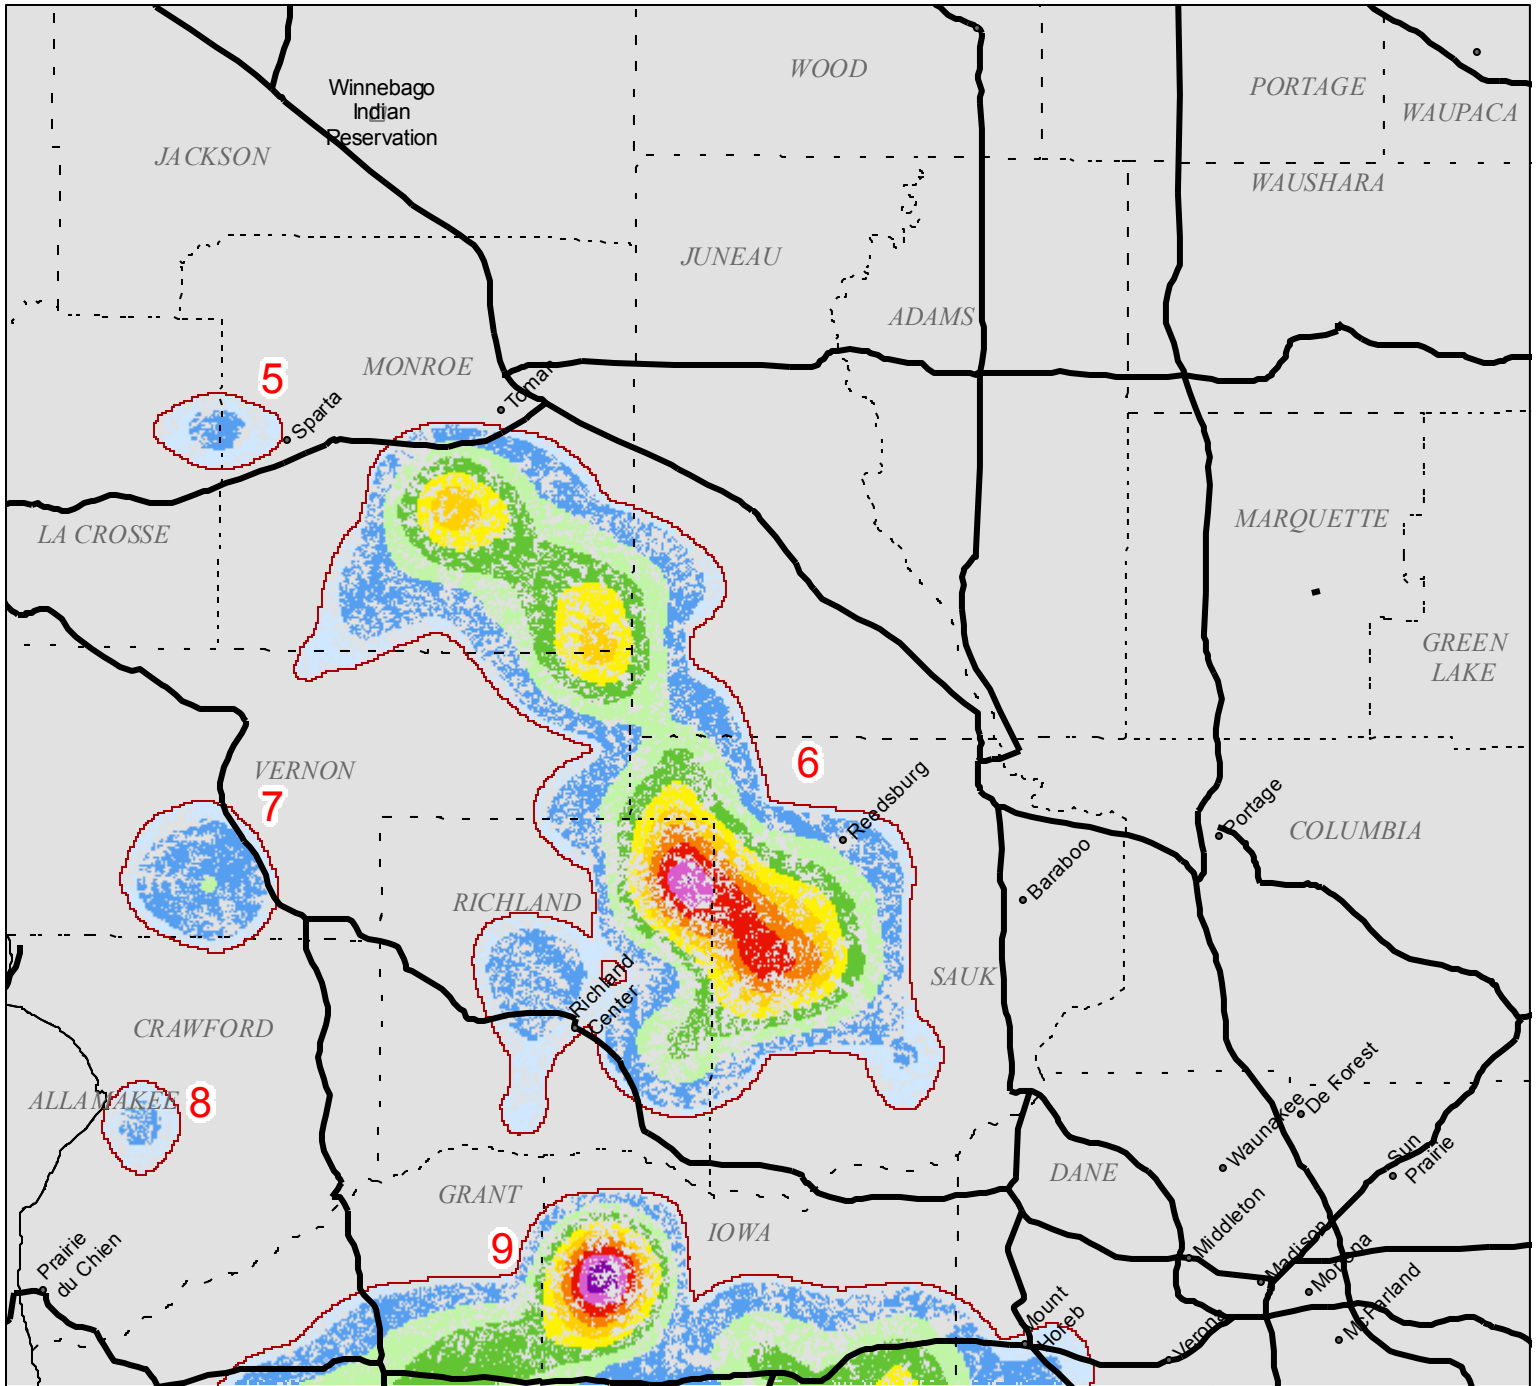 WOOD
PORTAGE
WAUPACA
Winnebago
Indian
Reservation
JACKSON
WAUSHARA
JUNEAU
ADAMS
MONROE
5
Tomah
Sparta
LA CROSSE
MARQUETTE
GREEN
LAKE
6
VERNON
7
Reedsburg
Portage
COLUMBIA
Baraboo
RICHLAND
SAUK
Richland
Center
CRAWFORD
ALLAMAKEE
8
De Forest
Waunakee
Sun
Prairie
DANE
GRANT
IOWA
9
Middleton
Madison
Monona
McFarland
Prairie
du Chien
Mount
Horeb
Verona